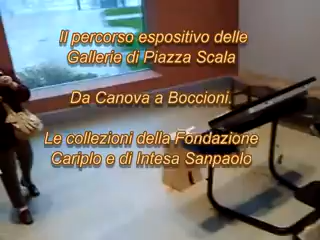 Il percorso espositivo delle
Gallerie di Piazza Scala
Da Canova a Boccioni.
Le collezioni della Fondazione
Cariplo e di Intesa Sanpaolo